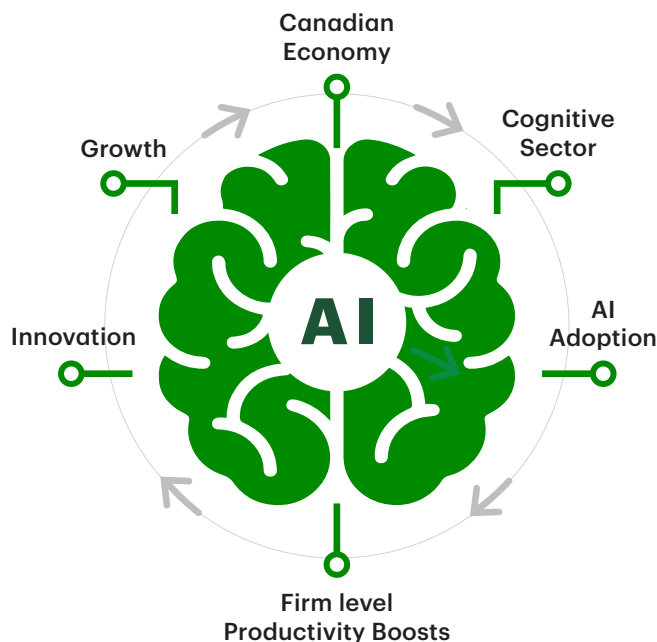 Canadian
Economy
Cognitive
Sector
Growth
AI
AI
Adoption
Innovation
Firm level
Productivity Boosts